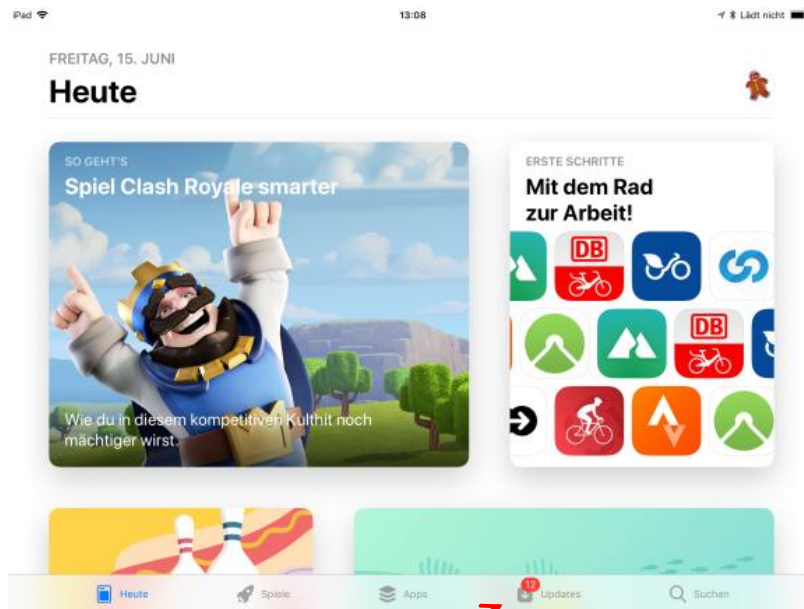 iPad
13:08
Lädt nicht
FREITAG, 15. JUNI
Heute
SO GEHT'S
Spiel Clash Royale smarter
Wie du in diesem kompetitiven Kulthit noch
mächtiger wirst.
ERSTE SCHRITTE
Mit dem Rad
zur Arbeit!
DB
DB
Heute
Spiele
Apps
12
Updates
Suchen